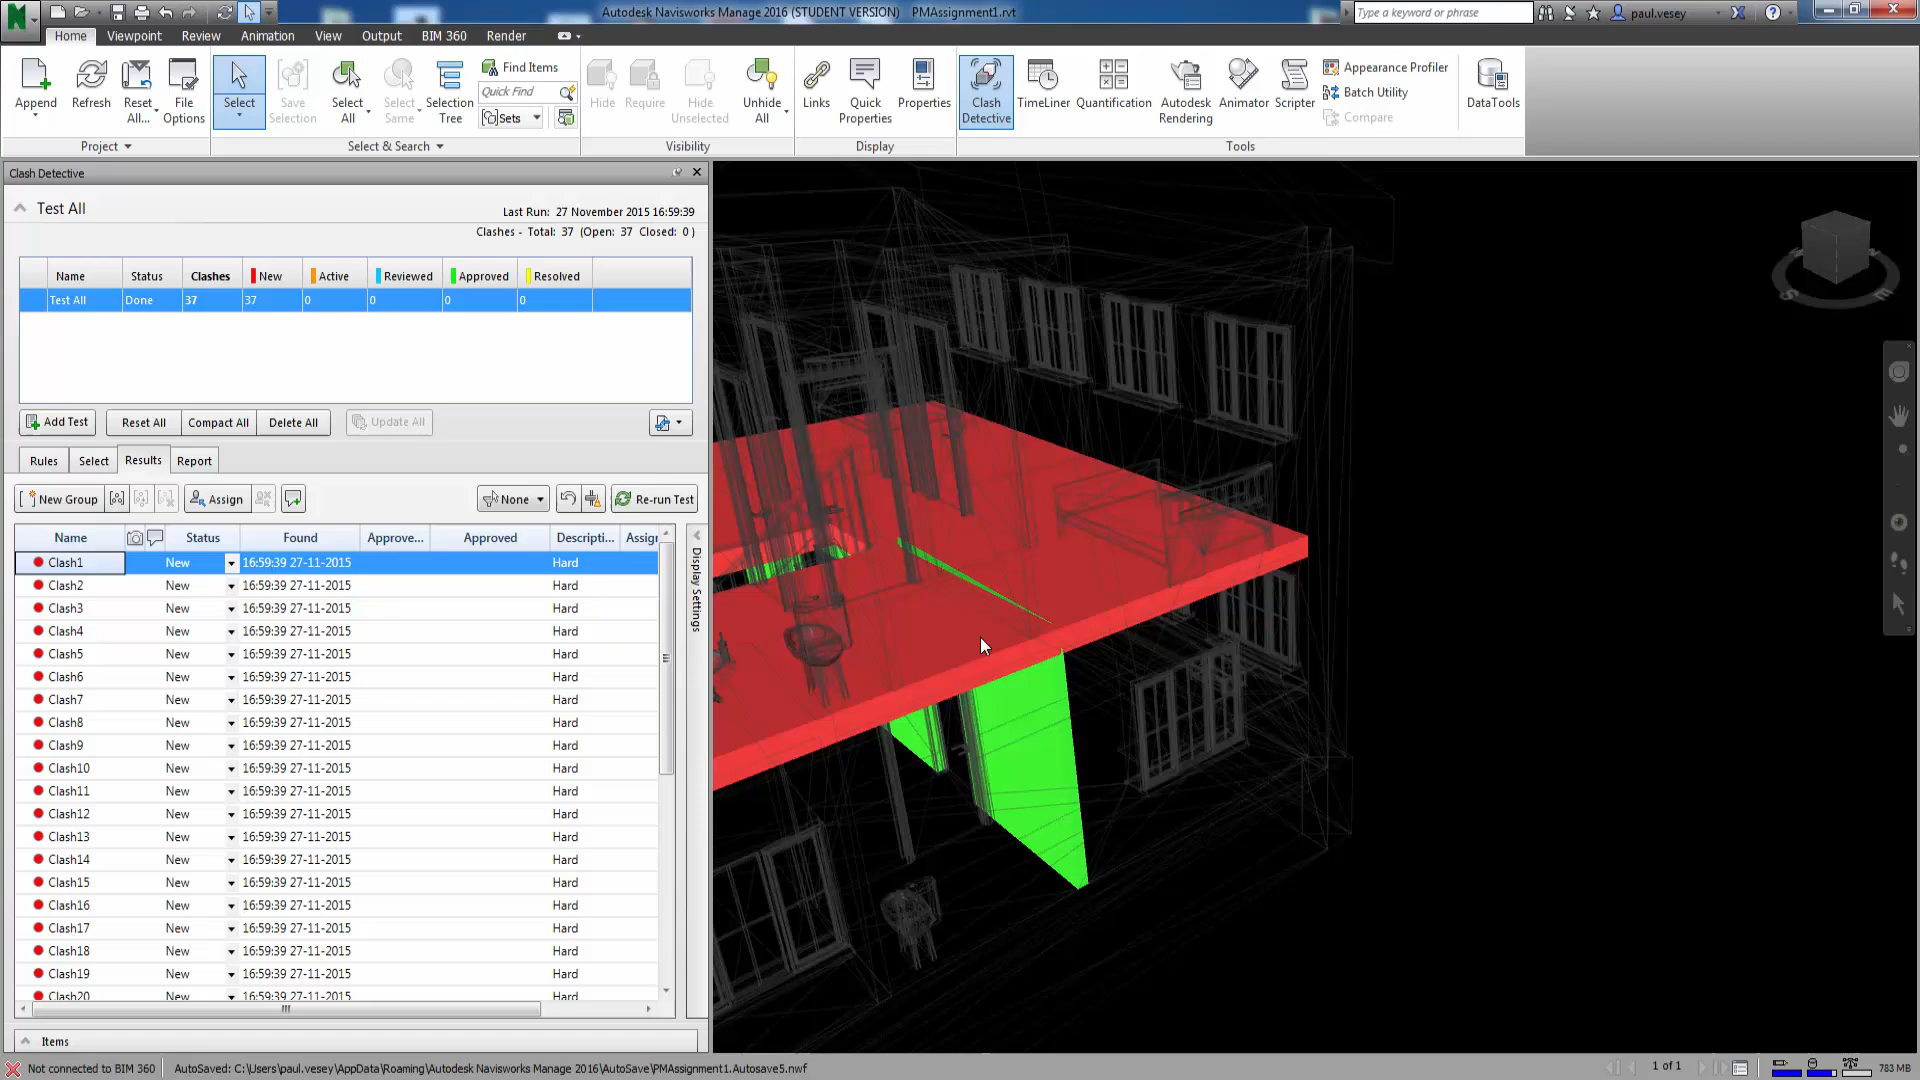 Autodesk Navisworks Manage 2016 (STUDENT VERSION) PMAssignment1.rvt
Type a keyword or phrase
paul.vesey
Home Viewpoint Review Animation View Output BIM 360 Render
Append Refresh Reset All... File Options
Project
Select Save Selection Select All Select Same Selection Tree Find Items
Quick Find
Sets
Select & Search
Hide Require Hide Unselected Unhide All
Visibility
Links Quick Properties Properties
Display
Clash Detective TimeLiner Quantification Autodesk Rendering Animator Scripter Appearance Profiler
Batch Utility
Compare
DataTools
Tools
Clash Detective
Test All
Last Run: 27 November 2015 16:59:39
Clashes - Total: 37 (Open: 37 Closed: 0 )
Name Status Clashes New Active Reviewed Approved Resolved
Test All Done 37 37 0 0 0 0
Add Test Reset All Compact All Delete All Update All
Rules Select Results Report
New Group Assign None Re-run Test
Name Status Found Approve... Approved Descripti... Assign
Clash1 New 16:59:39 27-11-2015 Hard
Clash2 New 16:59:39 27-11-2015 Hard
Clash3 New 16:59:39 27-11-2015 Hard
Clash4 New 16:59:39 27-11-2015 Hard
Clash5 New 16:59:39 27-11-2015 Hard
Clash6 New 16:59:39 27-11-2015 Hard
Clash7 New 16:59:39 27-11-2015 Hard
Clash8 New 16:59:39 27-11-2015 Hard
Clash9 New 16:59:39 27-11-2015 Hard
Clash10 New 16:59:39 27-11-2015 Hard
Clash11 New 16:59:39 27-11-2015 Hard
Clash12 New 16:59:39 27-11-2015 Hard
Clash13 New 16:59:39 27-11-2015 Hard
Clash14 New 16:59:39 27-11-2015 Hard
Clash15 New 16:59:39 27-11-2015 Hard
Clash16 New 16:59:39 27-11-2015 Hard
Clash17 New 16:59:39 27-11-2015 Hard
Clash18 New 16:59:39 27-11-2015 Hard
Clash19 New 16:59:39 27-11-2015 Hard
Clash20 New 16:59:39 27-11-2015 Hard
Display Settings
Items
S E
Not connected to BIM 360 AutoSaved: C:\Users\paul.vesey\AppData\Roaming\Autodesk Navisworks Manage 2016\AutoSave\PMAssignment1.Autosave5.nwf 1 of 1 783 MB